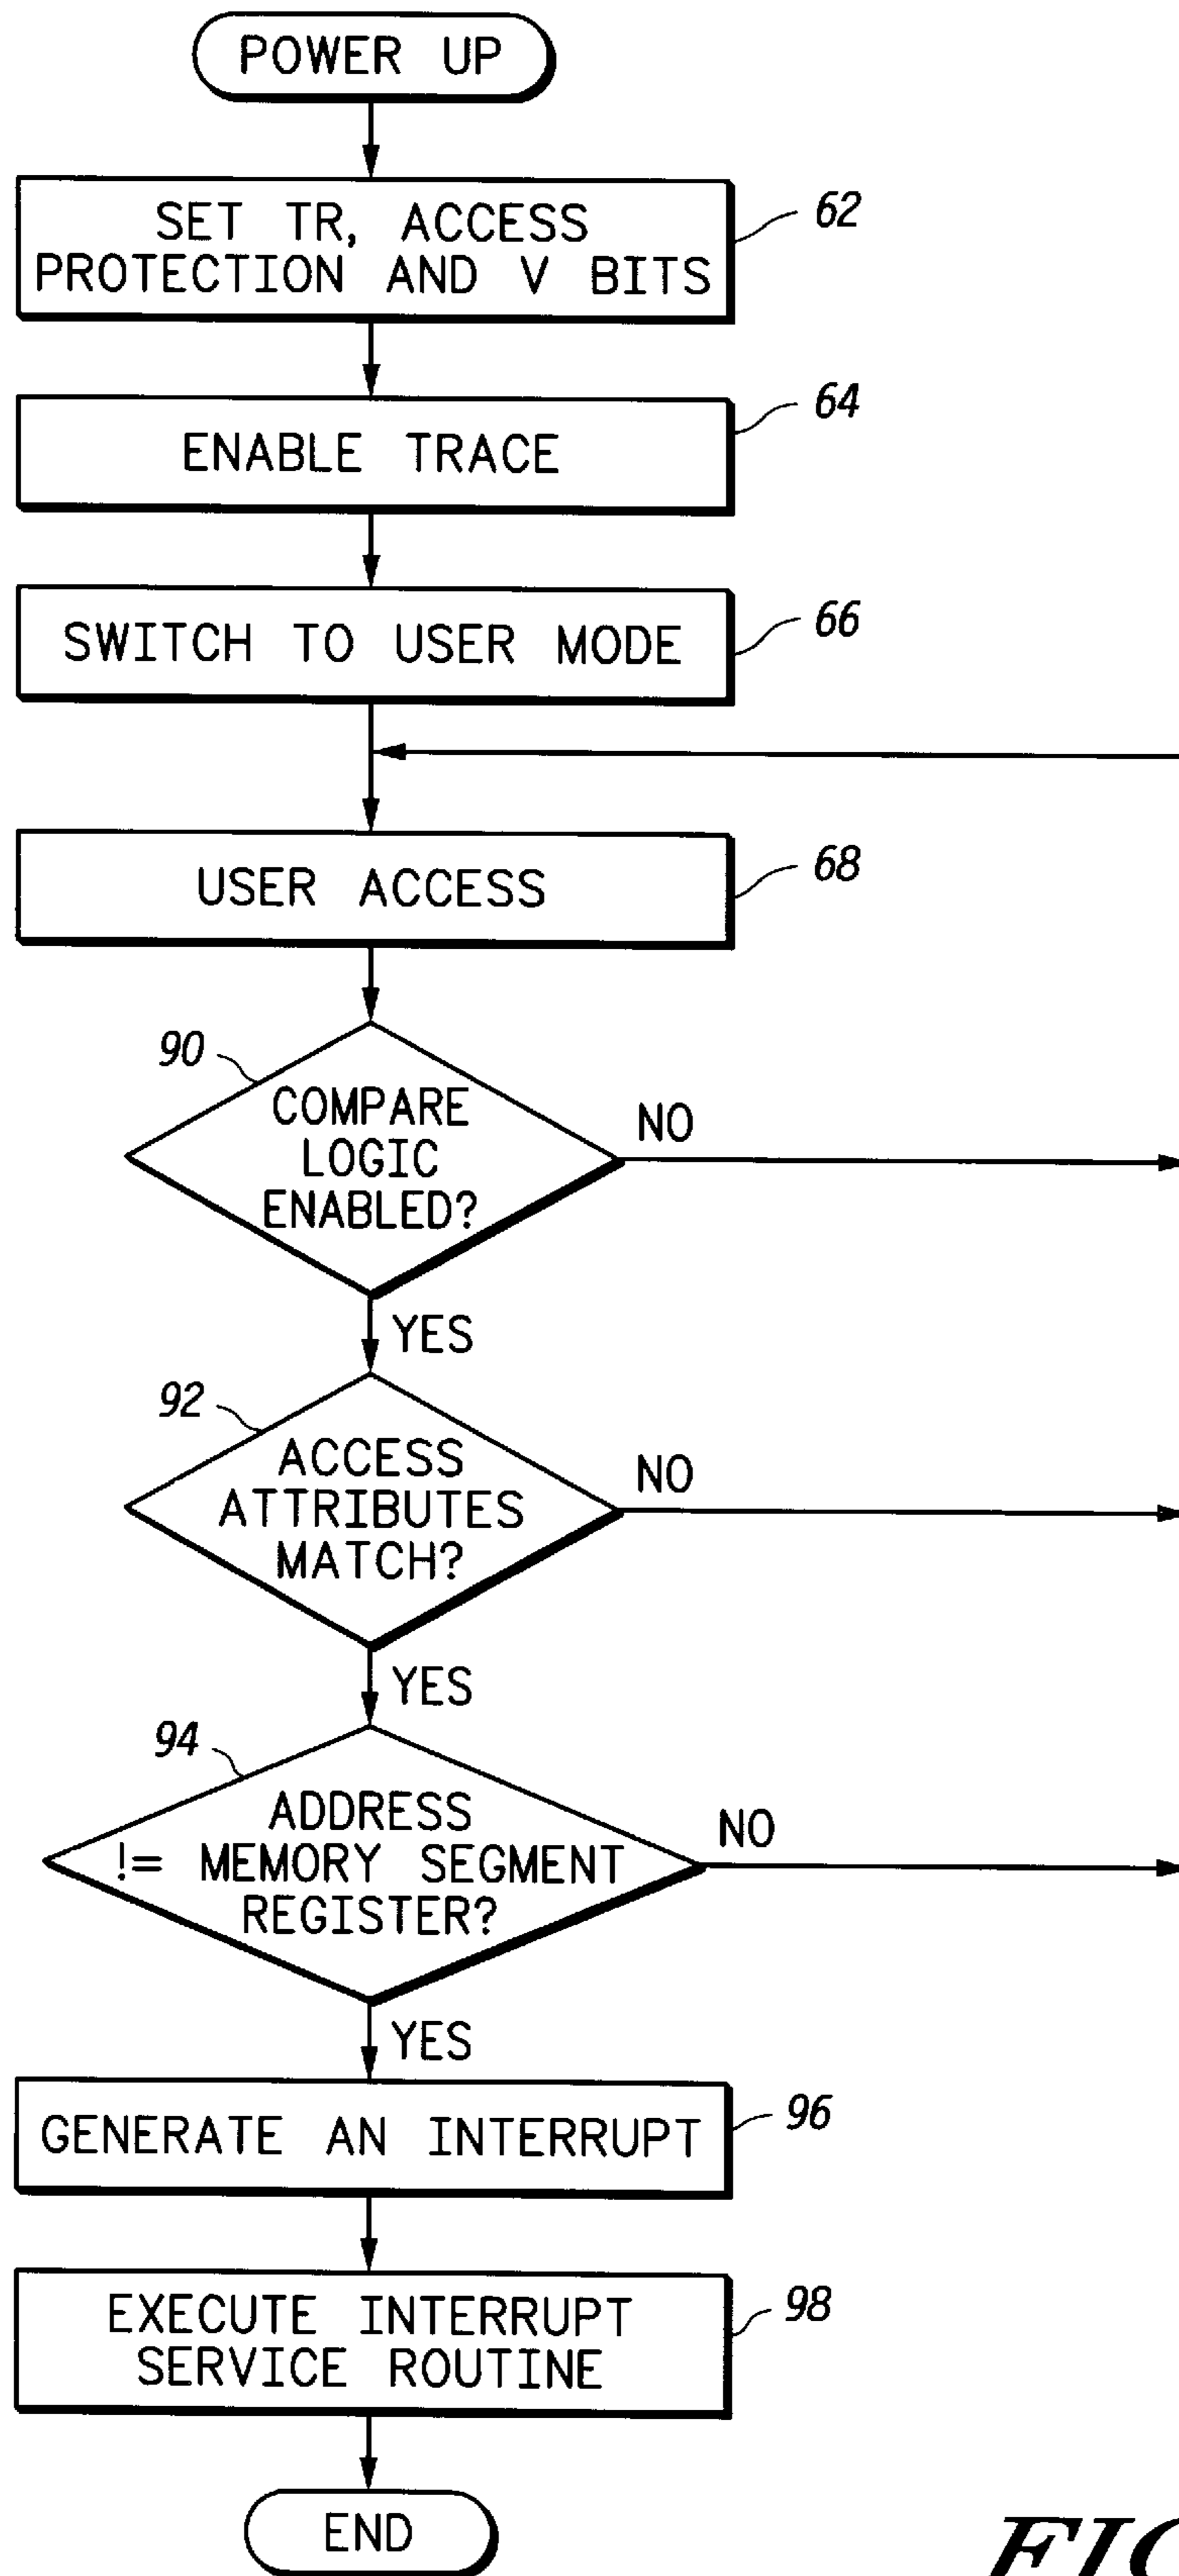 POWER UP
SET TR, ACCESS
PROTECTION AND V BITS
62
ENABLE TRACE
64
SWITCH TO USER MODE
66
USER ACCESS
68
90
COMPARE
LOGIC
ENABLED?
NO
YES
92
ACCESS
ATTRIBUTES
MATCH?
NO
YES
94
ADDRESS
!= MEMORY SEGMENT
REGISTER?
NO
YES
GENERATE AN INTERRUPT
96
EXECUTE INTERRUPT
SERVICE ROUTINE
98
END